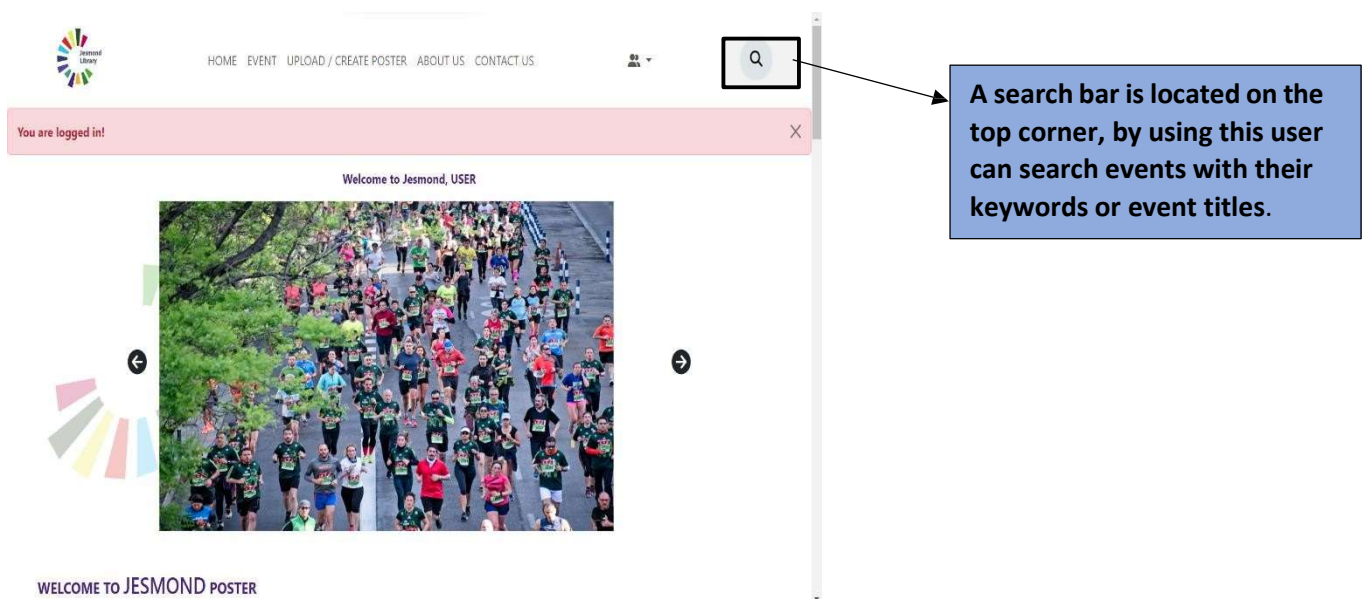 Jesmond
Library
HOME EVENT UPLOAD / CREATE POSTER ABOUT US CONTACT US
You are logged in!
X
Welcome to Jesmond, USER
WELCOME TO JESMOND POSTER
A search bar is located on the
top corner, by using this user
can search events with their
keywords or event titles.